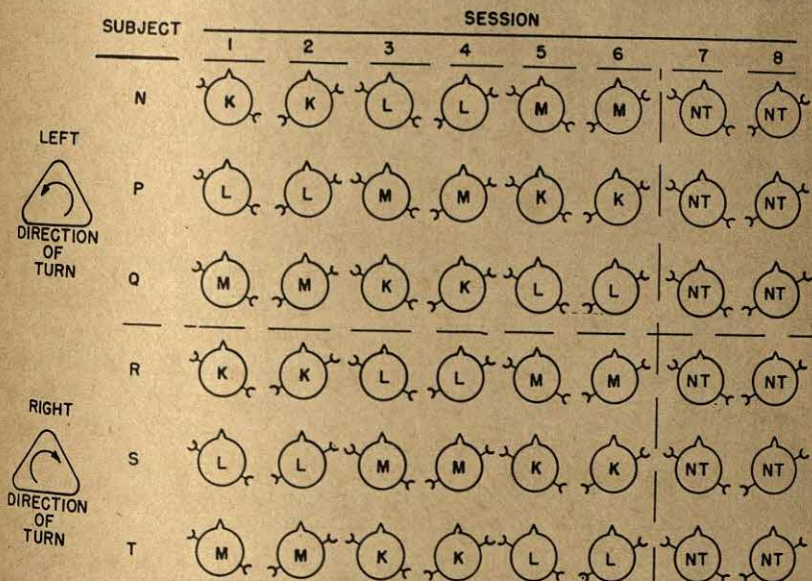 SESSION
SUBJECT
1 2 3 4 5 6 7 8
N K K L L M M NT NT
LEFT
P L L M M K K NT NT
DIRECTION
OF
TURN
Q M M K K L L NT NT
R K K L L M M NT NT
RIGHT
S L L M M K K NT NT
DIRECTION
OF
TURN
T M M K K L L NT NT